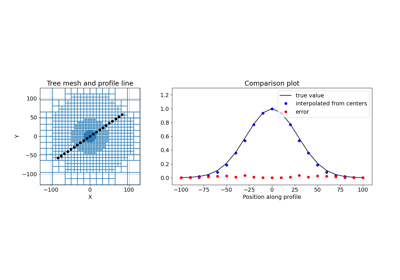 Tree mesh and profile line
100
50
0
−50
−100
Y
−100 0 100
X
Comparison plot
1.2
1.0
0.8
0.6
0.4
0.2
0.0
true value
interpolated from centers
error
−100 −75 −50 −25 0 25 50 75 100
Position along profile